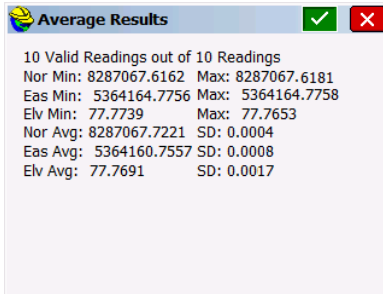 Average Results
10 Valid Readings out of 10 Readings
Nor Min: 8287067.6162 Max: 8287067.6181
Eas Min: 5364164.7756 Max: 5364164.7758
Elv Min: 77.7739 Max: 77.7653
Nor Avg: 8287067.7221 SD: 0.0004
Eas Avg: 5364160.7557 SD: 0.0008
Elv Avg: 77.7691 SD: 0.0017